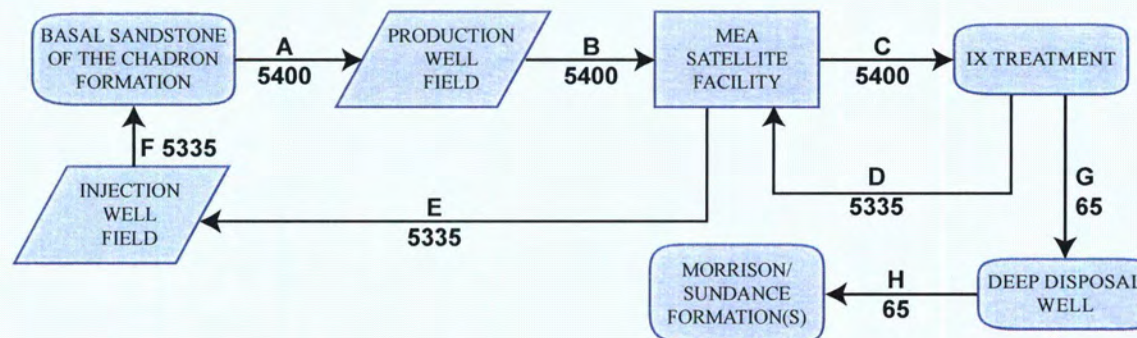 BASAL SANDSTONE
OF THE CHADRON
FORMATION
A
5400
PRODUCTION
WELL
FIELD
B
5400
MEA
SATELLITE
FACILITY
C
5400
IX TREATMENT
F 5335
INJECTION
WELL
FIELD
E
5335
D
5335
G
65
MORRISON/
SUNDANCE
FORMATION(S)
H
65
DEEP DISPOSAL
WELL